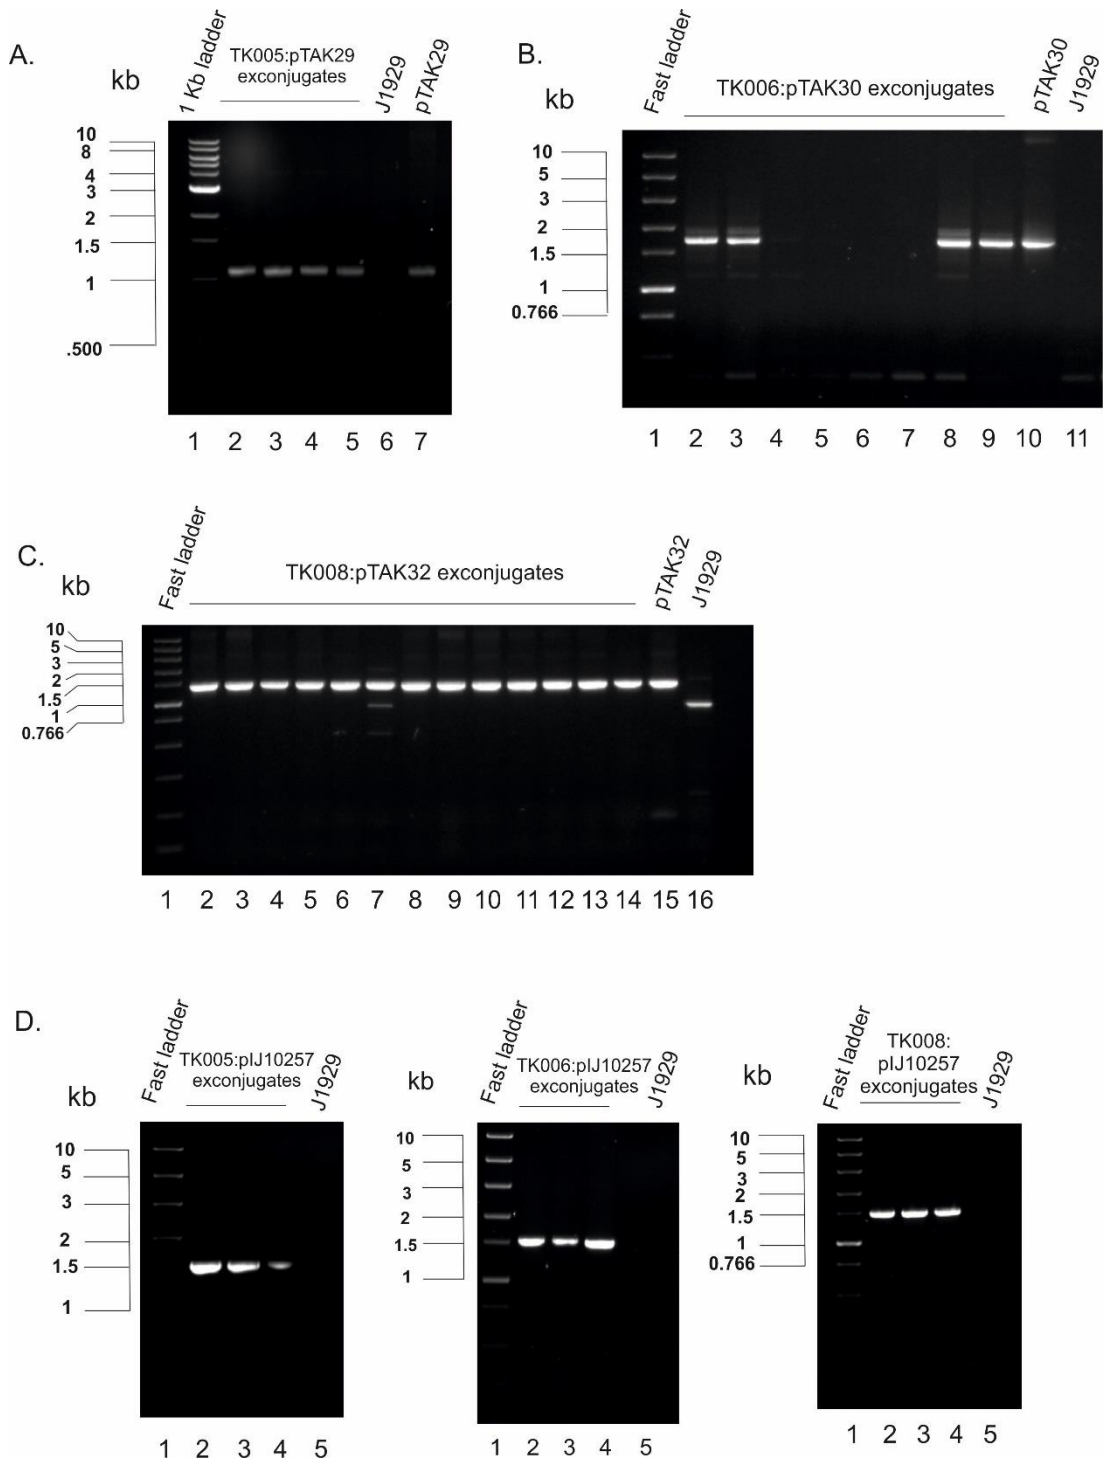 A.
kb
1 Kb ladder
TK005:pTAK29
exconjugates
J1929
pTAK29
10
8
4
3
2
1.5
1
.500
1 2 3 4 5 6 7
B.
kb
Fast ladder
TK006:pTAK30 exconjugates
pTAK30
J1929
10
5
3
2
1.5
1
0.766
1 2 3 4 5 6 7 8 9 10 11
C.
kb
Fast ladder
TK008:pTAK32 exconjugates
pTAK32
J1929
10
5
3
2
1.5
1
0.766
1 2 3 4 5 6 7 8 9 10 11 12 13 14 15 16
D.
kb
Fast ladder
TK005:pIJ10257
exconjugates
J1929
10
5
3
2
1.5
1
1 2 3 4 5
kb
Fast ladder
TK006:pIJ10257
exconjugates
J1929
10
5
3
2
1.5
1
1 2 3 4 5
kb
Fast ladder
TK008:
pIJ10257
exconjugates
J1929
10
5
3
2
1.5
1
0.766
1 2 3 4 5